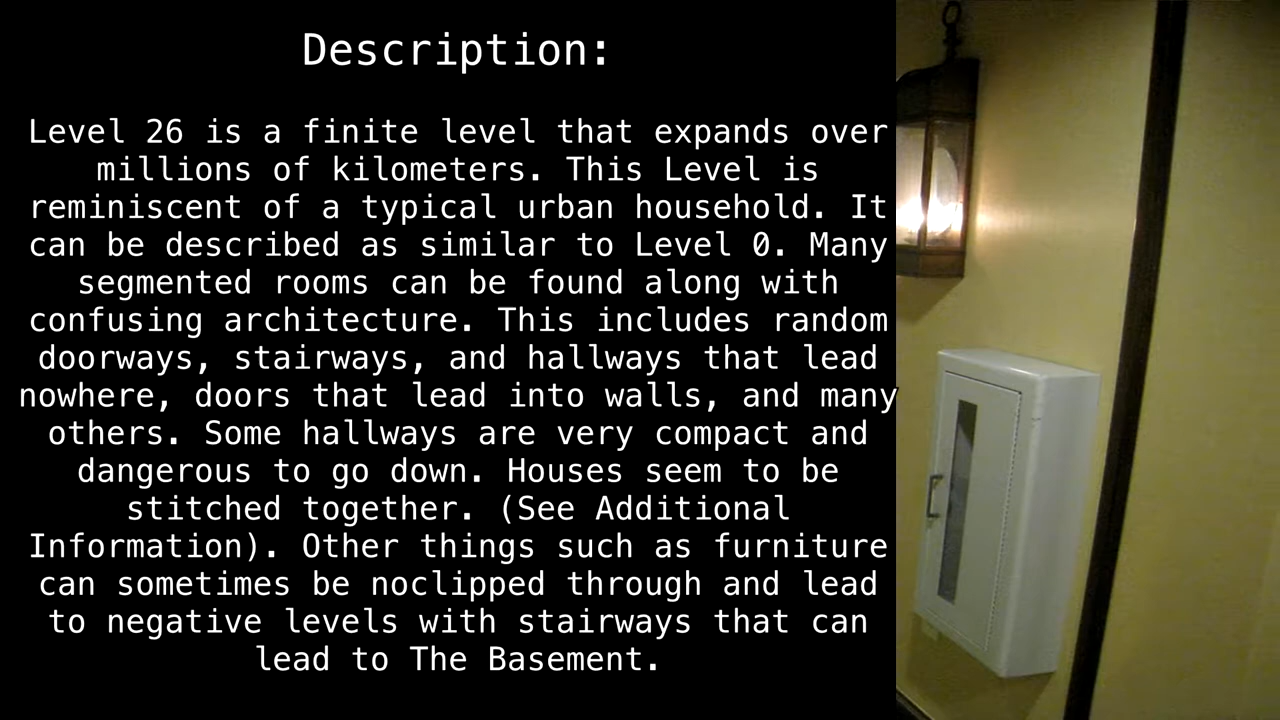 Description:
Level 26 is a finite level that expands over
millions of kilometers. This Level is
reminiscent of a typical urban household. It
can be described as similar to Level 0. Many
segmented rooms can be found along with
confusing architecture. This includes random
doorways, stairways, and hallways that lead
nowhere, doors that lead into walls, and many
others. Some hallways are very compact and
dangerous to go down. Houses seem to be
stitched together. (See Additional
Information). Other things such as furniture
can sometimes be noclipped through and lead
to negative levels with stairways that can
lead to The Basement.